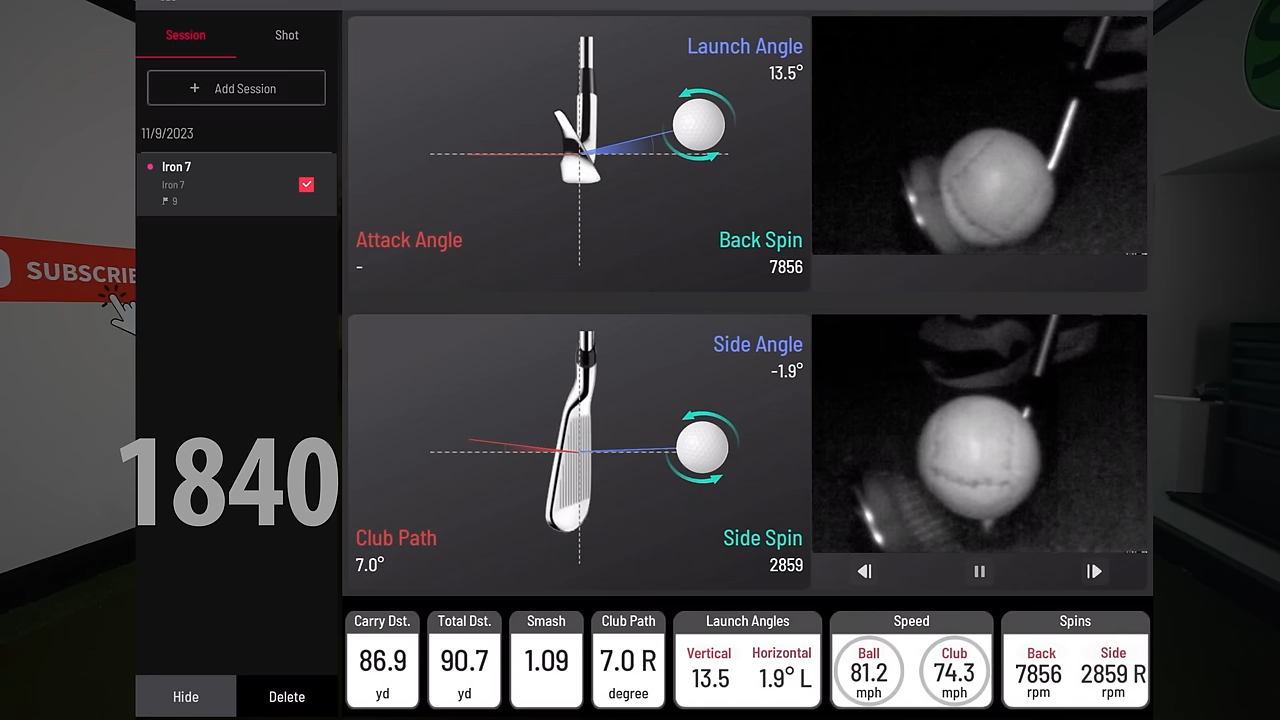 Session
Shot
+ Add Session
11/9/2023
Iron 7
Iron 7
9
SUBSCRIBE
1840
Hide
Delete
Launch Angle
13.5°
Attack Angle
-
Back Spin
7856
Side Angle
-1.9°
Club Path
7.0°
Side Spin
2859
Carry Dst.
86.9
yd
Total Dst.
90.7
yd
Smash
1.09
Club Path
7.0 R
degree
Launch Angles
Vertical Horizontal
13.5 1.9° L
Speed
Ball Club
81.2 74.3
mph mph
Spins
Back Side
7856 2859 R
rpm rpm